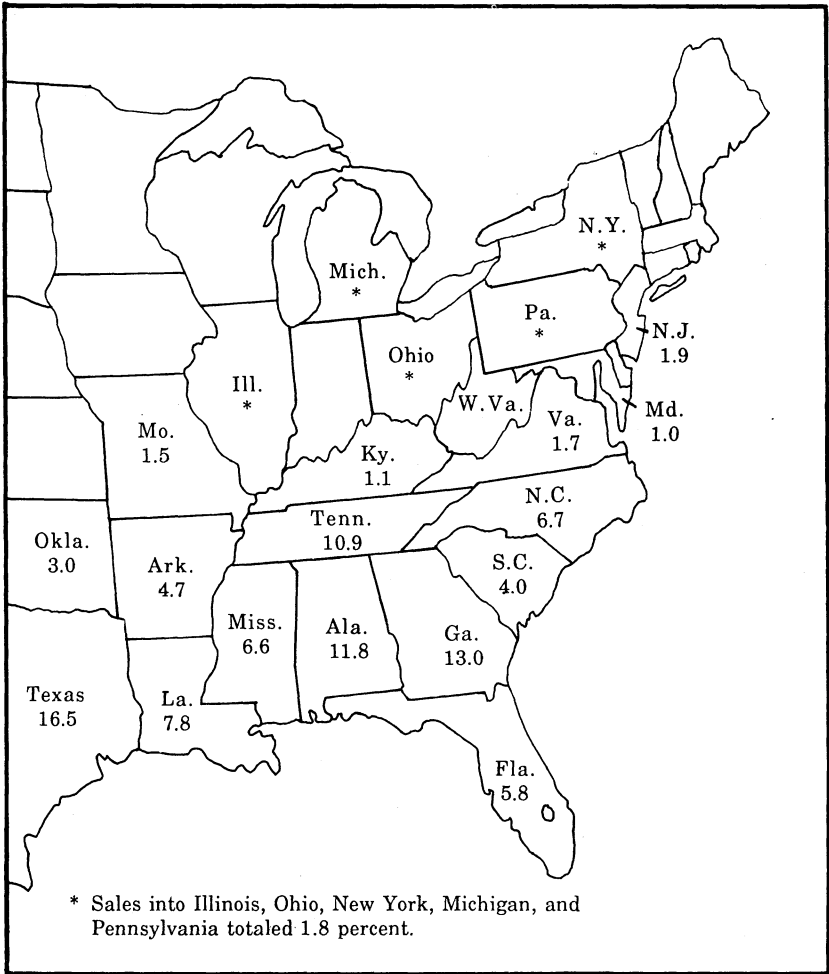 N.Y.
*
Mich.
*
Pa.
*
N.J.
1.9
Ohio
*
Ill.
*
W.Va.
Md.
1.0
Va.
1.7
Mo.
1.5
Ky.
1.1
N.C.
6.7
Tenn.
10.9
Okla.
3.0
Ark.
4.7
S.C.
4.0
Miss.
6.6
Ala.
11.8
Ga.
13.0
Texas
16.5
La.
7.8
Fla.
5.8
* Sales into Illinois, Ohio, New York, Michigan, and
Pennsylvania totaled 1.8 percent.